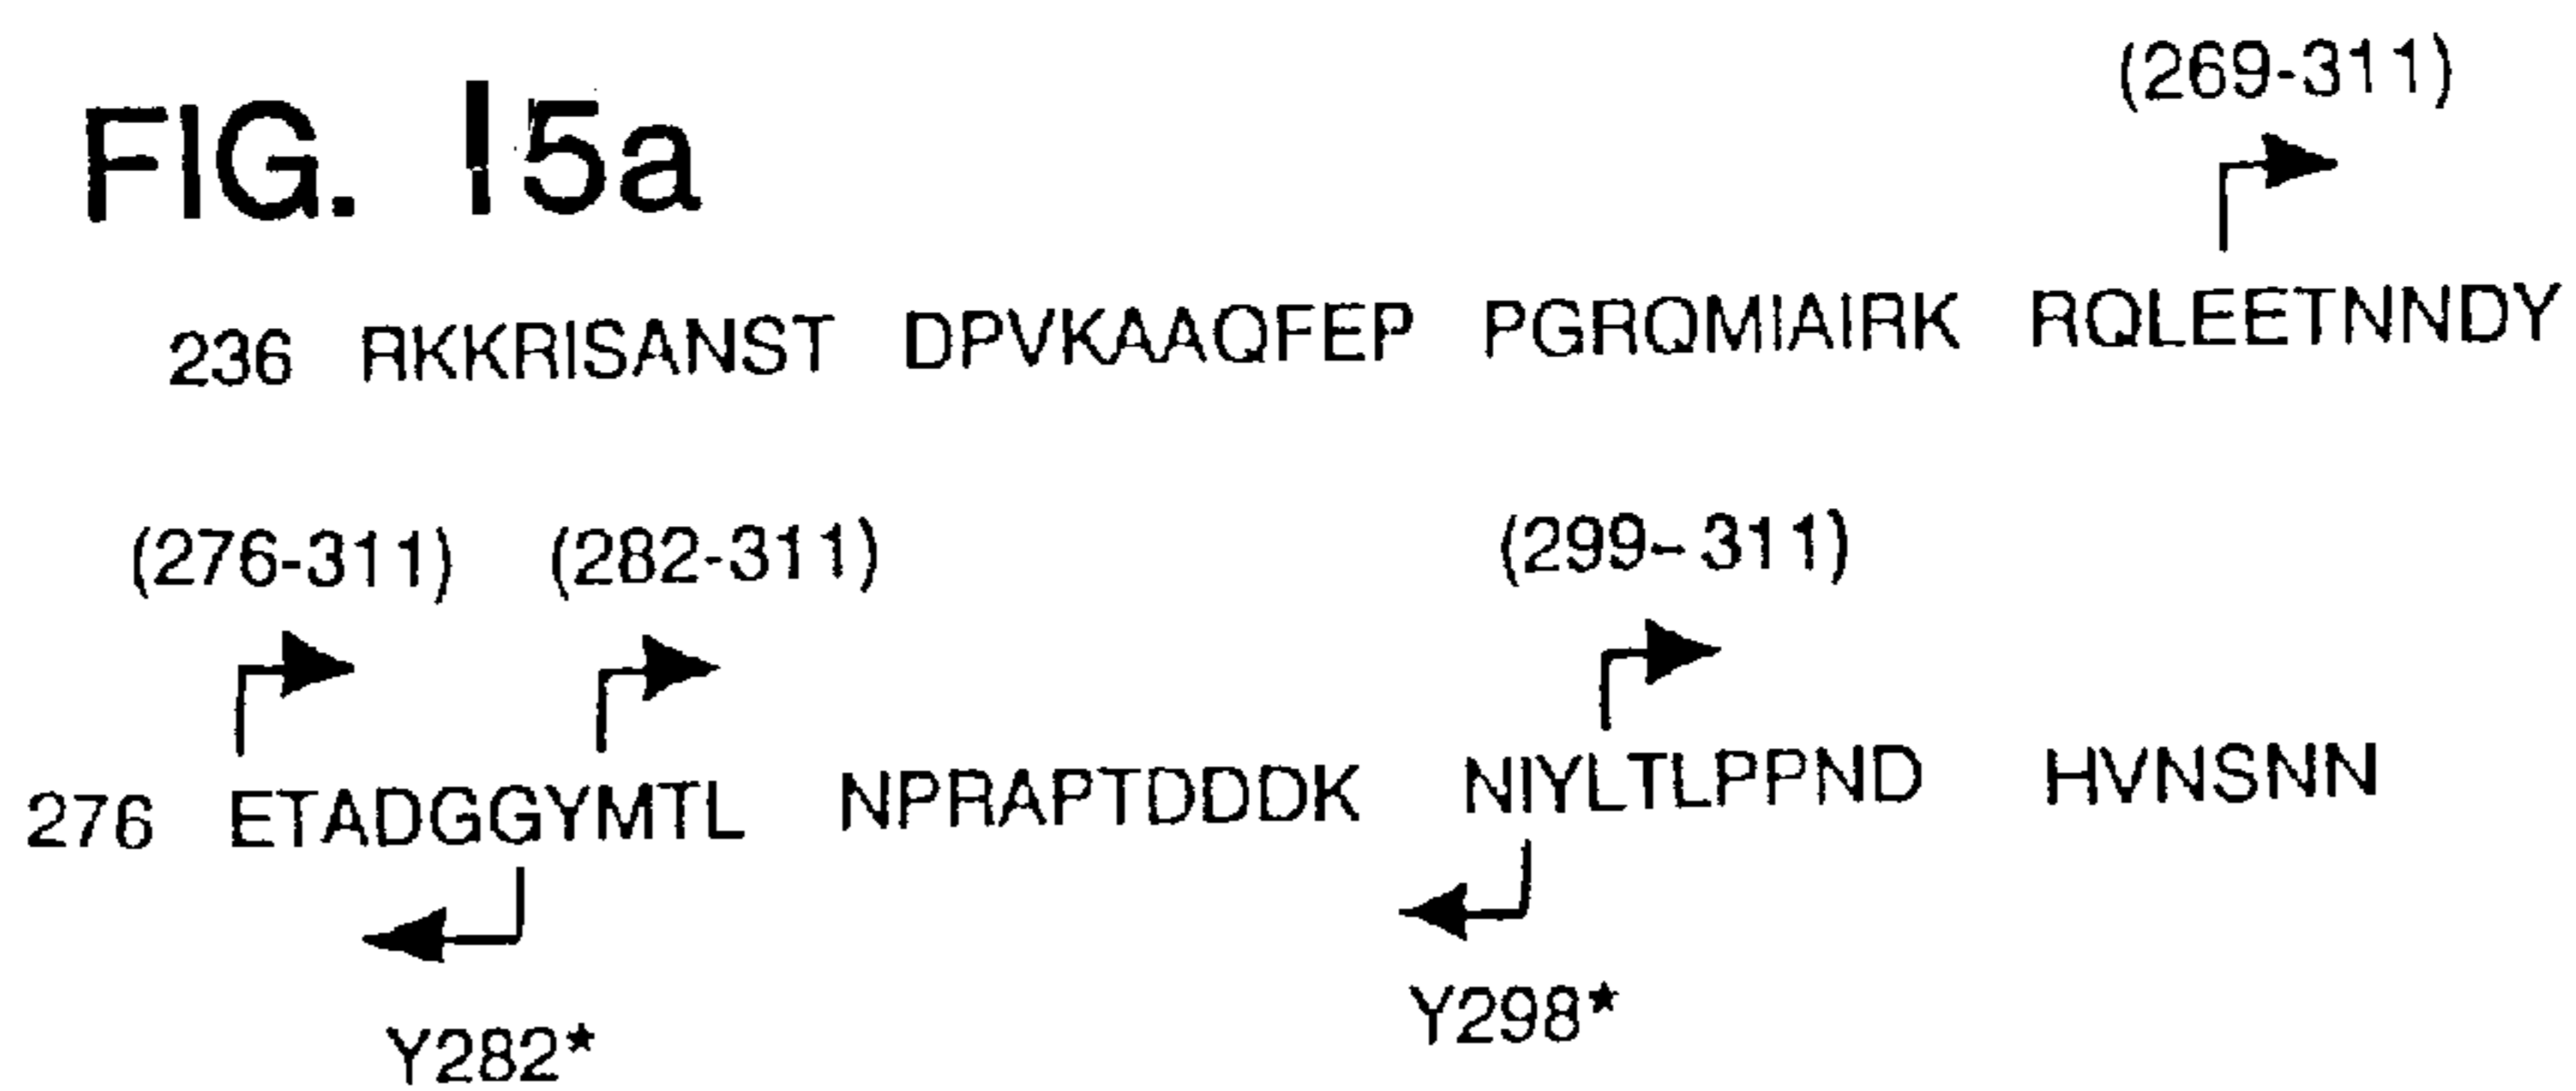 FIG. 15a
(269-311)
236 RKKRISANST DPVKAAQFEP PGRQMIAIRK RQLEETNNDY
(276-311) (282-311) (299-311)
276 ETADGGYMTL NPRAPTDDDK NIYLTLPPND HVNSNN
Y282* Y298*